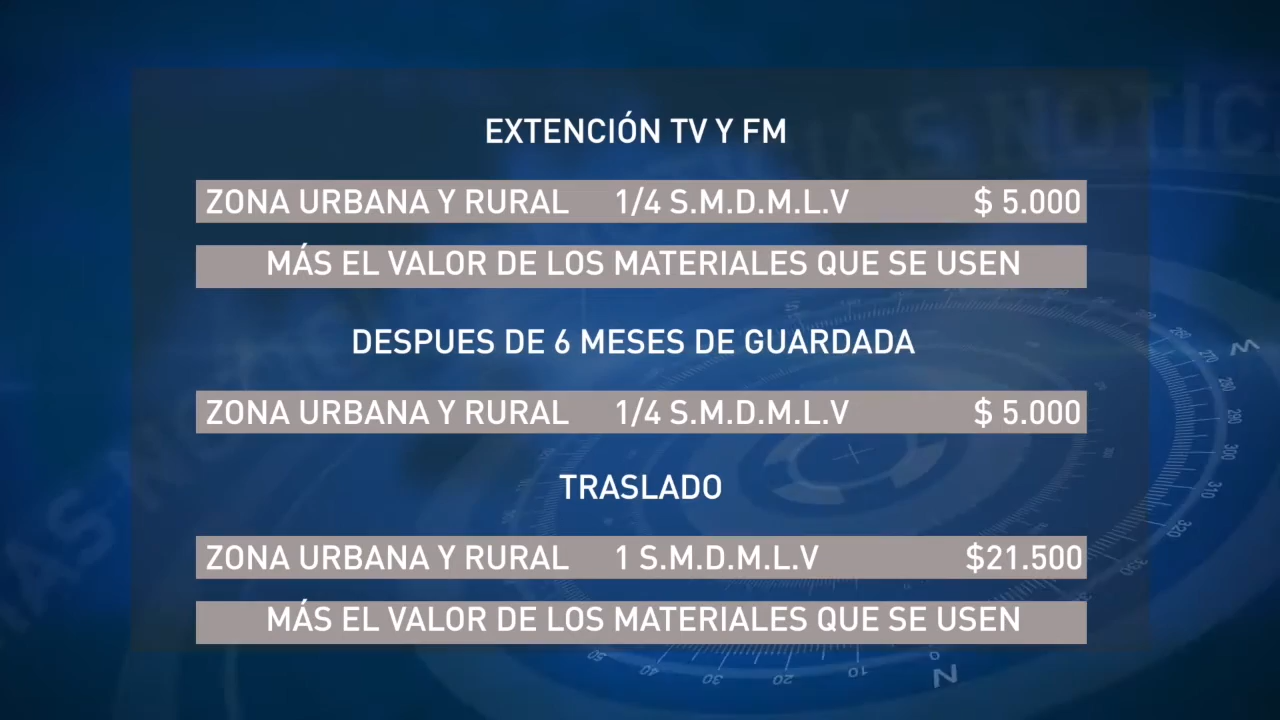 EXTENCIÓN TV Y FM
ZONA URBANA Y RURAL 1/4 S.M.D.M.L.V $ 5.000
MÁS EL VALOR DE LOS MATERIALES QUE SE USEN
DESPUES DE 6 MESES DE GUARDADA
ZONA URBANA Y RURAL 1/4 S.M.D.M.L.V $ 5.000
TRASLADO
ZONA URBANA Y RURAL 1 S.M.D.M.L.V $21.500
MÁS EL VALOR DE LOS MATERIALES QUE SE USEN